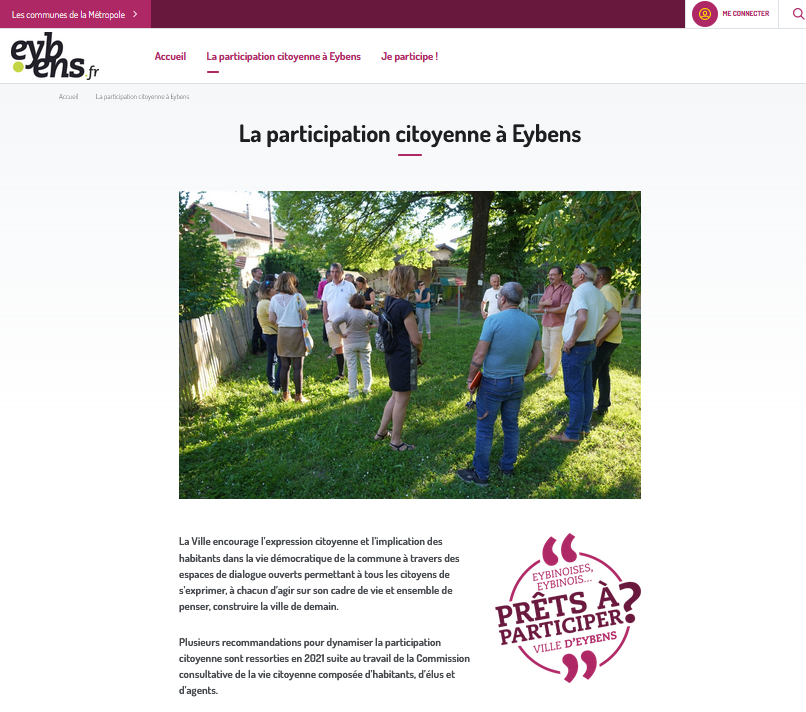 Les communes de la Métropole
ME CONNECTER
eyb
ens.fr
Accueil
La participation citoyenne à Eybens
Je participe !
Accueil
La participation citoyenne à Eybens
La participation citoyenne à Eybens
La Ville encourage l'expression citoyenne et l'implication des
habitants dans la vie démocratique de la commune à travers des
espaces de dialogue ouverts permettant à tous les citoyens de
s'exprimer, à chacun d'agir sur son cadre de vie et ensemble de
penser, construire la ville de demain.
Plusieurs recommandations pour dynamiser la participation
citoyenne sont ressorties en 2021 suite au travail de la Commission
consultative de la vie citoyenne composée d'habitants, d'élus et
d'agents.
EYBINOISES,
EYBINOIS...
PRÊTS À
PARTICIPER?
VILLE D'EYBENS